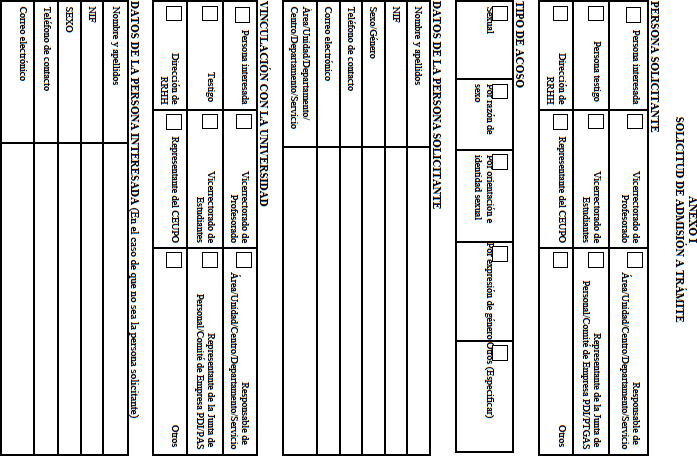 ANEXO I
SOLICITUD DE ADMISIÓN A TRÁMITE
PERSONA SOLICITANTE
Persona interesada
Vicerrectorado de
Profesorado
Responsable de
Área/Unidad/Centro/Departamento/Servicio
Persona testigo
Vicerrectorado de
Estudiantes
Representante de la Junta de
Personal/Comité de Empresa PDI/PTGAS
Dirección de
RRHH
Representante del CEUPO
Otros
TIPO DE ACOSO
Sexual
Por razón de
sexo
Por orientación e
identidad sexual
Por expresión de género
Otros (Especificar)
DATOS DE LA PERSONA SOLICITANTE
Nombre y apellidos
NIF
Sexo/Género
Teléfono de contacto
Correo electrónico
Área/Unidad/Departamento/
Centro/Departamento/Servicio
VINCULACIÓN CON LA UNIVERSIDAD
Persona interesada
Vicerrectorado de
Profesorado
Responsable de
Área/Unidad/Centro/Departamento/Servicio
Testigo
Vicerrectorado de
Estudiantes
Representante de la Junta de
Personal/Comité de Empresa PDI/PAS
Dirección de
RRHH
Representante del CEUPO
Otros
DATOS DE LA PERSONA INTERESADA (En el caso de que no sea la persona solicitante)
Nombre y apellidos
NIF
SEXO
Teléfono de contacto
Correo electrónico